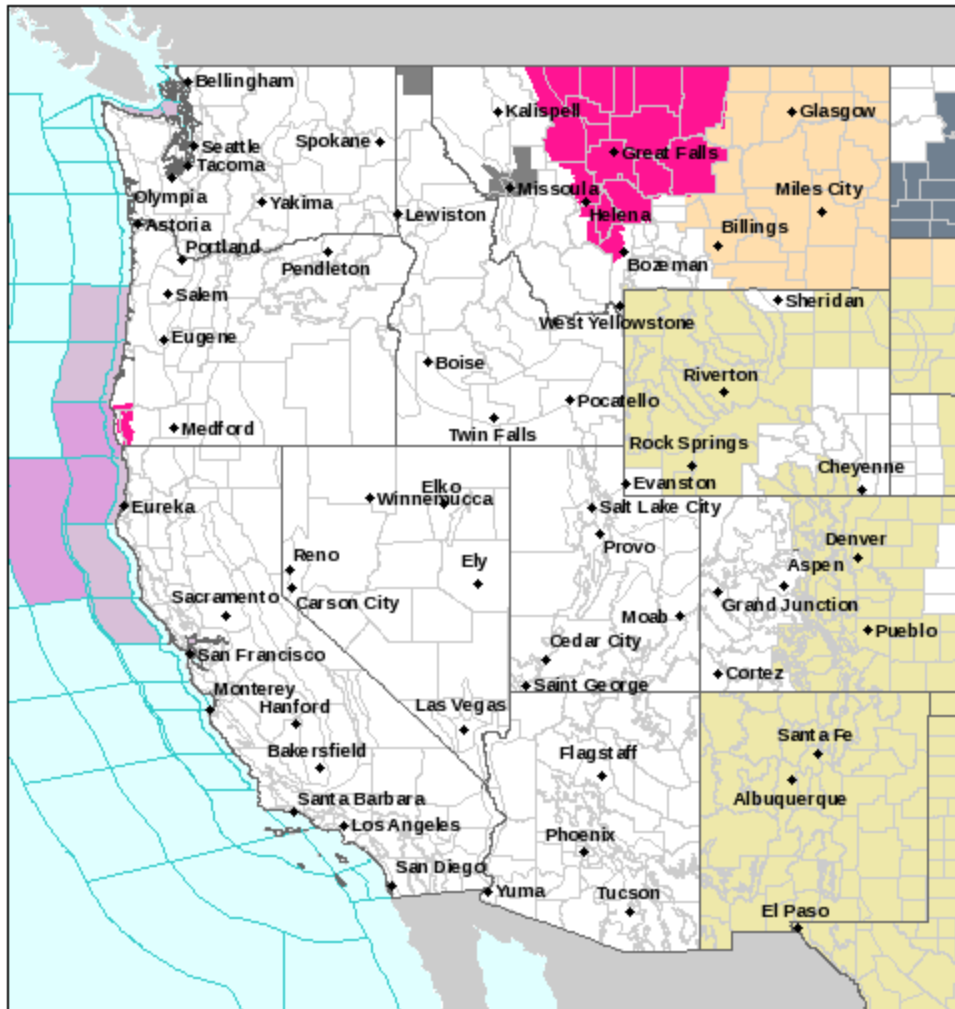 Bellingham
Kalispell
Glasgow
Spokane
Seattle
Great Falls
Tacoma
Missoula
Miles City
Olympia
Yakima
Lewiston
Helena
Astoria
Billings
Portland
Pendleton
Bozeman
Salem
Sheridan
West Yellowstone
Eugene
Boise
Riverton
Pocatello
Medford
Twin Falls
Rock Springs
Cheyenne
Elko
Evanston
Winnemucca
Eureka
Salt Lake City
Denver
Provo
Reno
Ely
Aspen
Sacramento
Carson City
Grand Junction
Moab
Pueblo
Cedar City
San Francisco
Cortez
Saint George
Monterey
Hanford
Las Vegas
Santa Fe
Bakersfield
Flagstaff
Albuquerque
Santa Barbara
Los Angeles
Phoenix
San Diego
Yuma
Tucson
El Paso